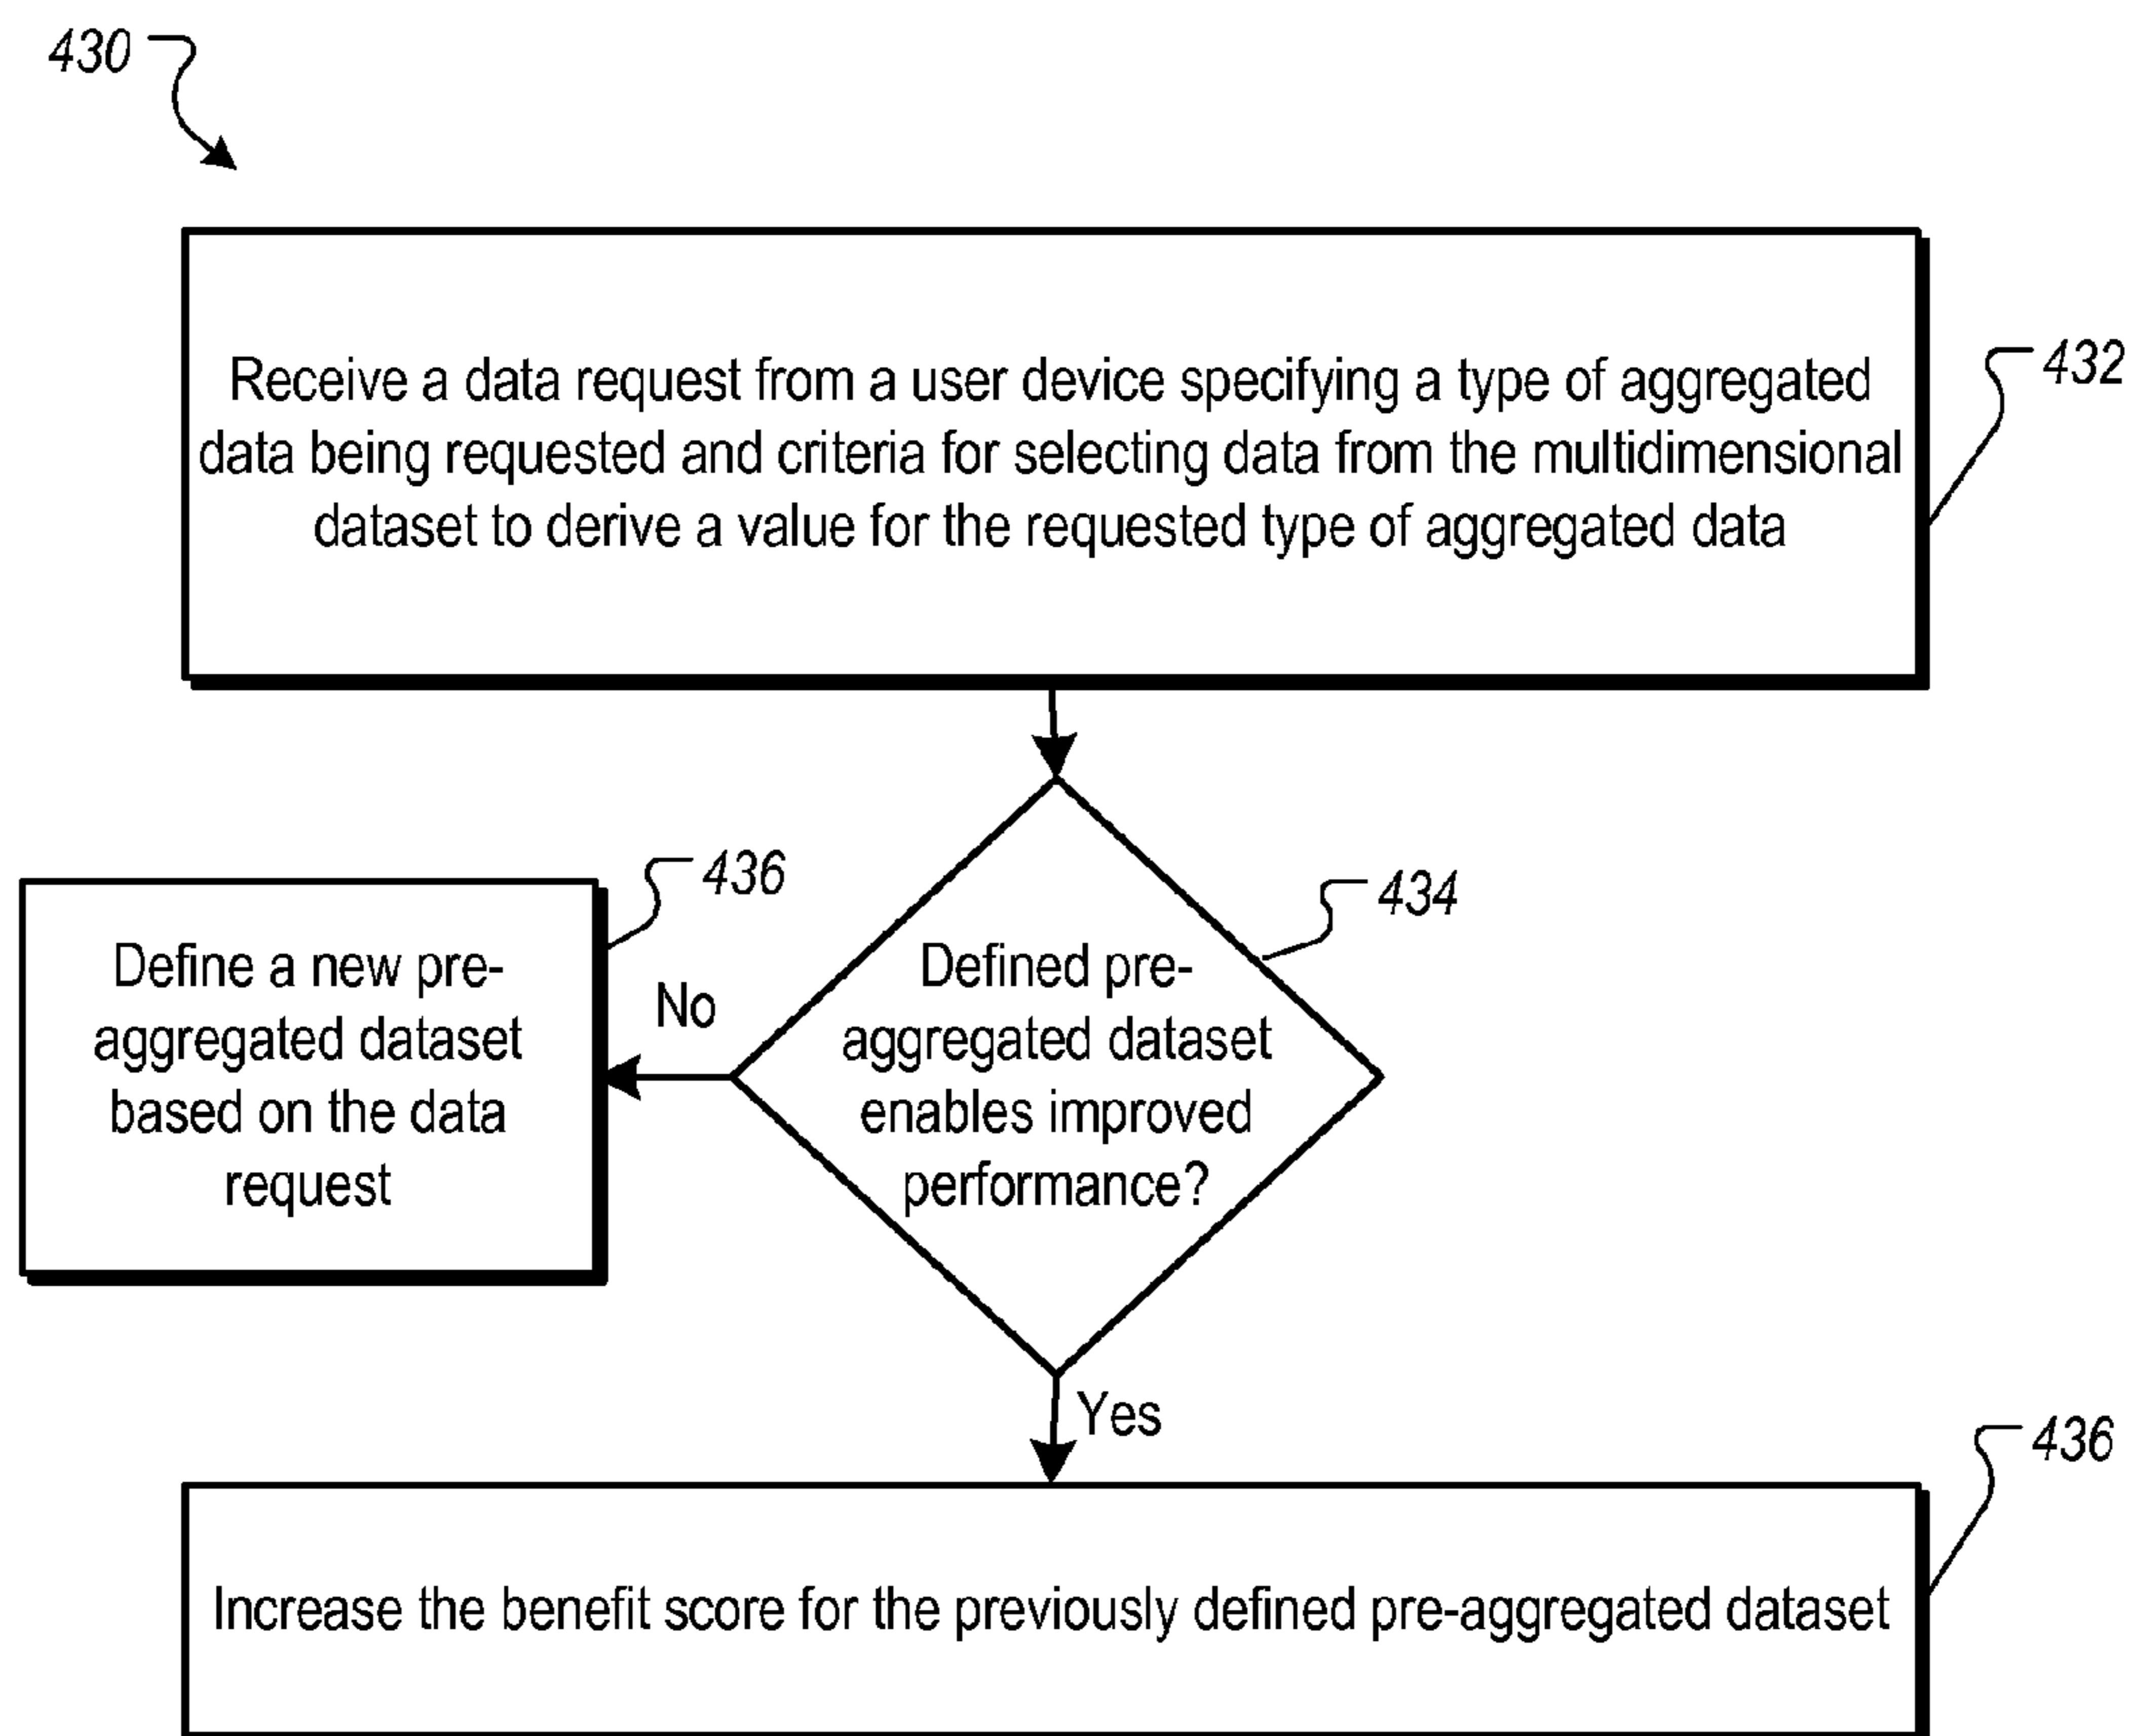 430
Receive a data request from a user device specifying a type of aggregated
data being requested and criteria for selecting data from the multidimensional
dataset to derive a value for the requested type of aggregated data
432
436
Define a new pre-
aggregated dataset
based on the data
request
No
434
Defined pre-
aggregated dataset
enables improved
performance?
Yes
436
Increase the benefit score for the previously defined pre-aggregated dataset